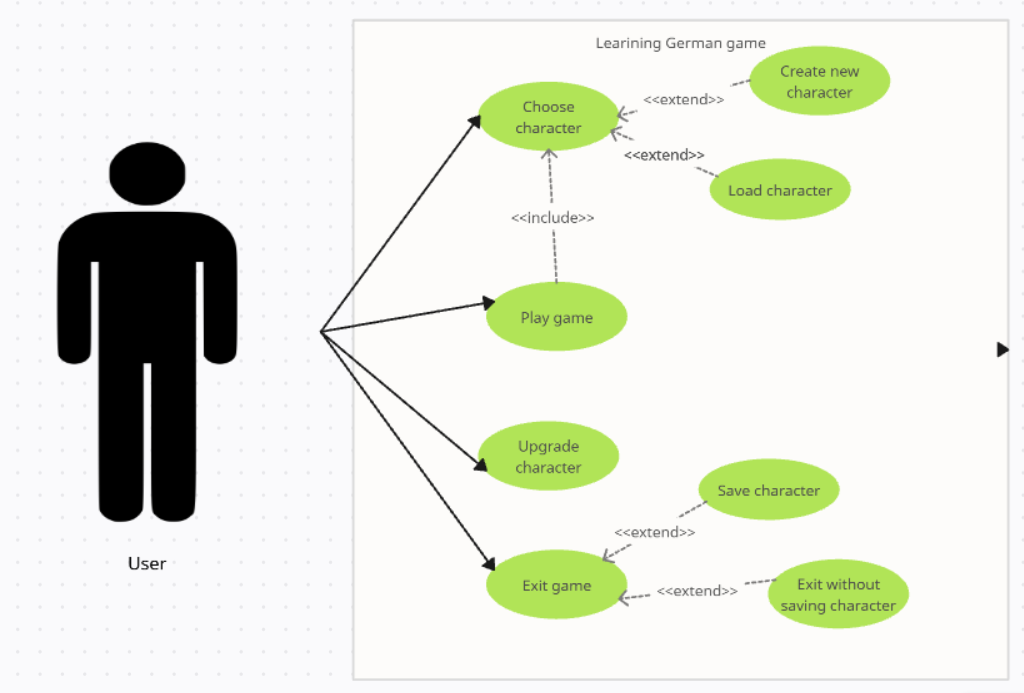 Learining German game
Create new
character
Choose
character
<<extend>>
<<extend>>
Load character
<<include>>
Play game
Upgrade
character
Save character
<<extend>>
User
Exit game
<<extend>>
Exit without
saving character